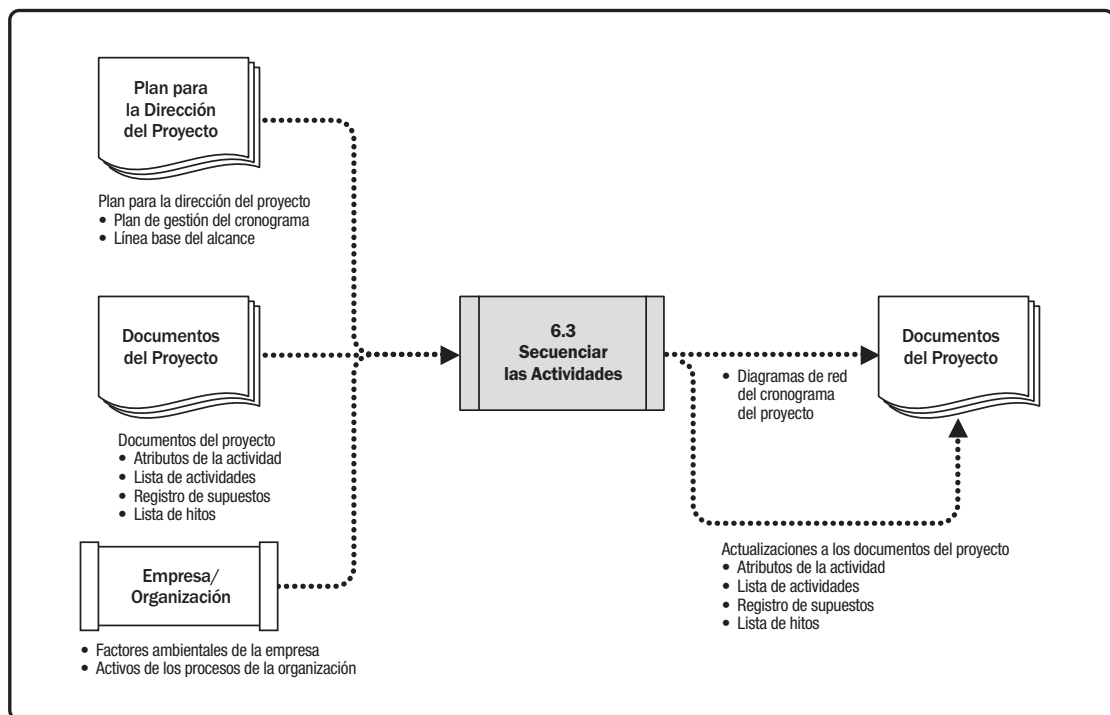 Plan para
la Dirección
del Proyecto
Plan para la dirección del proyecto
• Plan de gestión del cronograma
• Línea base del alcance
Documentos
del Proyecto
Documentos del proyecto
• Atributos de la actividad
• Lista de actividades
• Registro de supuestos
• Lista de hitos
Empresa/
Organización
• Factores ambientales de la empresa
• Activos de los procesos de la organización
6.3
Secuenciar
las Actividades
• Diagramas de red
del cronograma
del proyecto
Documentos
del Proyecto
Actualizaciones a los documentos del proyecto
• Atributos de la actividad
• Lista de actividades
• Registro de supuestos
• Lista de hitos